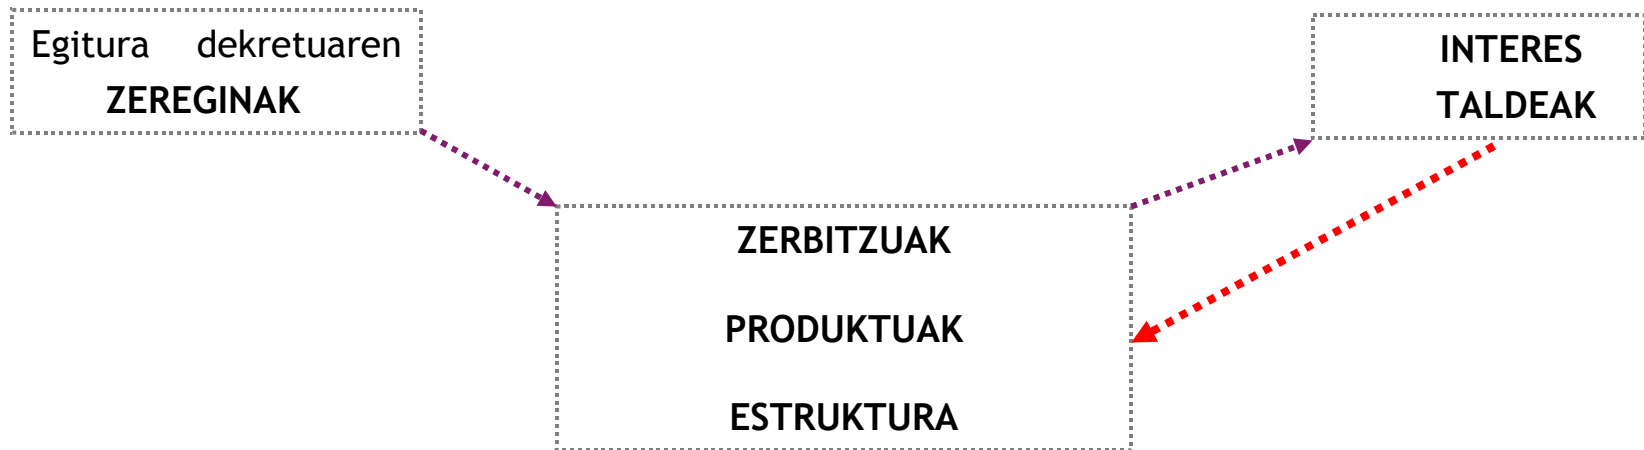 Egitura dekretuaren
ZEREGINAK
INTERES
TALDEAK
ZERBITZUAK
PRODUKTUAK
ESTRUKTURA